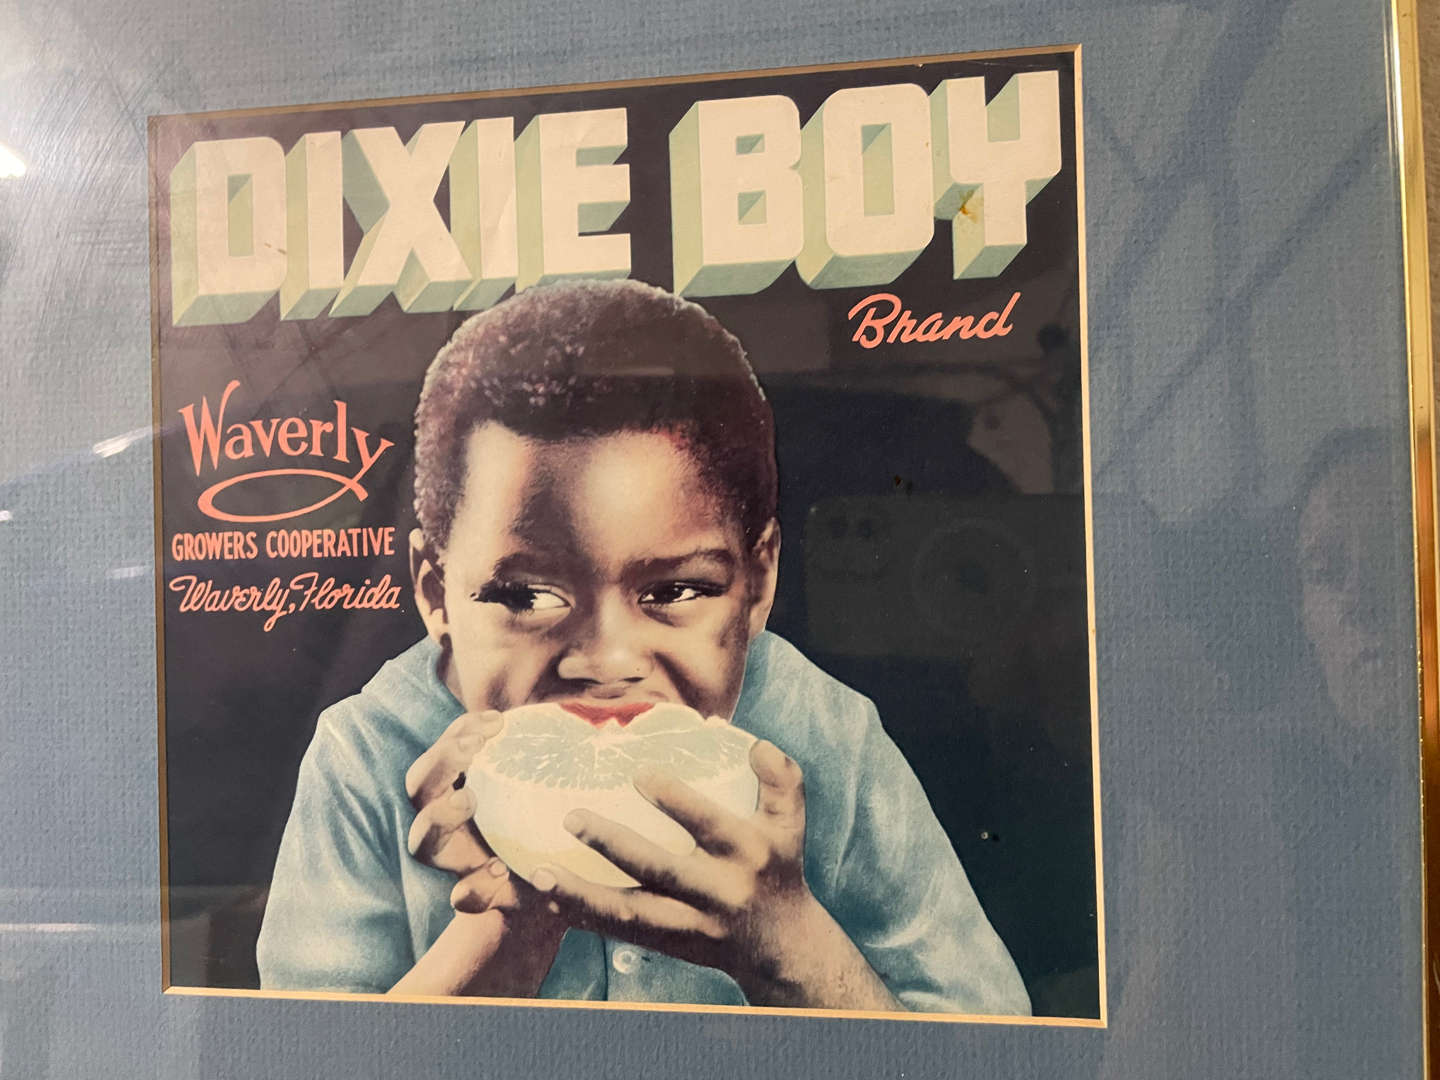 DIXIE BOY
Brand
Waverly
GROWERS COOPERATIVE
Waverly, Florida